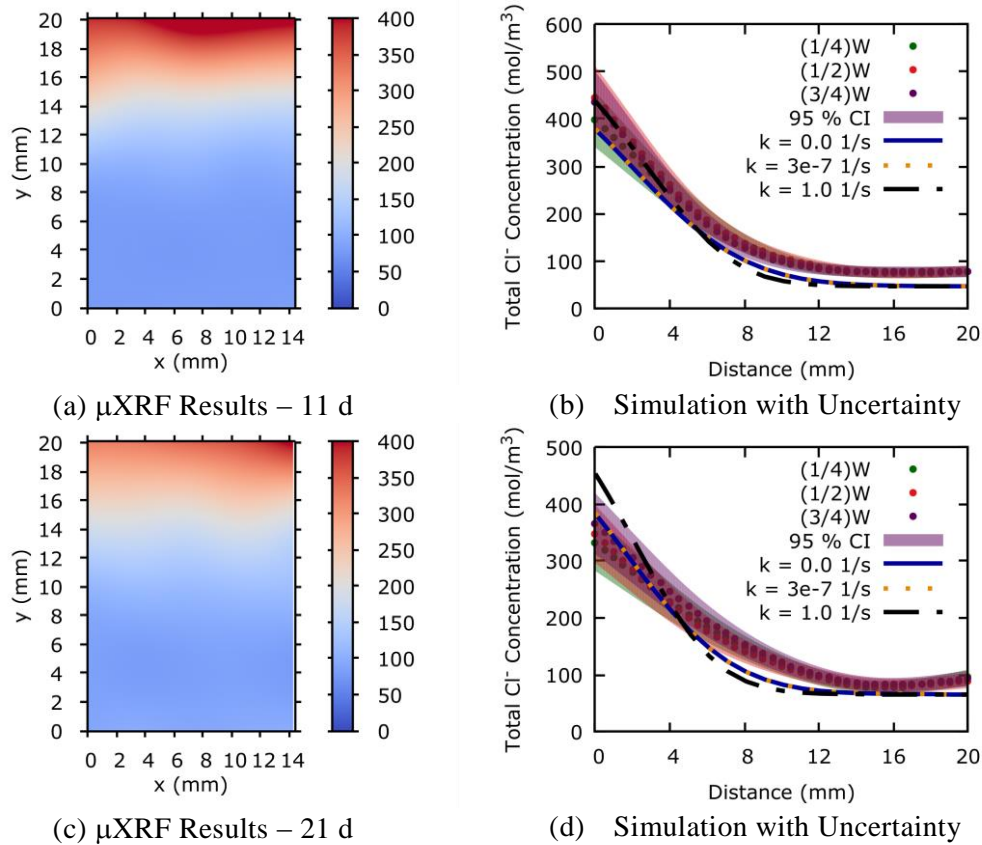 20
18
16
14
12
10
8
6
4
2
0
y (mm)
0 2 4 6 8 10 12 14
x (mm)
400
350
300
250
200
150
100
50
0
(a) μXRF Results – 11 d
Total Cl⁻ Concentration (mol/m³)
600
500
400
300
200
100
0
(1/4)W
(1/2)W
(3/4)W
95 % CI
k = 0.0 1/s
k = 3e-7 1/s
k = 1.0 1/s
0 4 8 12 16 20
Distance (mm)
(b) Simulation with Uncertainty
20
18
16
14
12
10
8
6
4
2
0
y (mm)
0 2 4 6 8 10 12 14
x (mm)
400
350
300
250
200
150
100
50
0
(c) μXRF Results – 21 d
Total Cl⁻ Concentration (mol/m³)
500
400
300
200
100
0
(1/4)W
(1/2)W
(3/4)W
95 % CI
k = 0.0 1/s
k = 3e-7 1/s
k = 1.0 1/s
0 4 8 12 16 20
Distance (mm)
(d) Simulation with Uncertainty